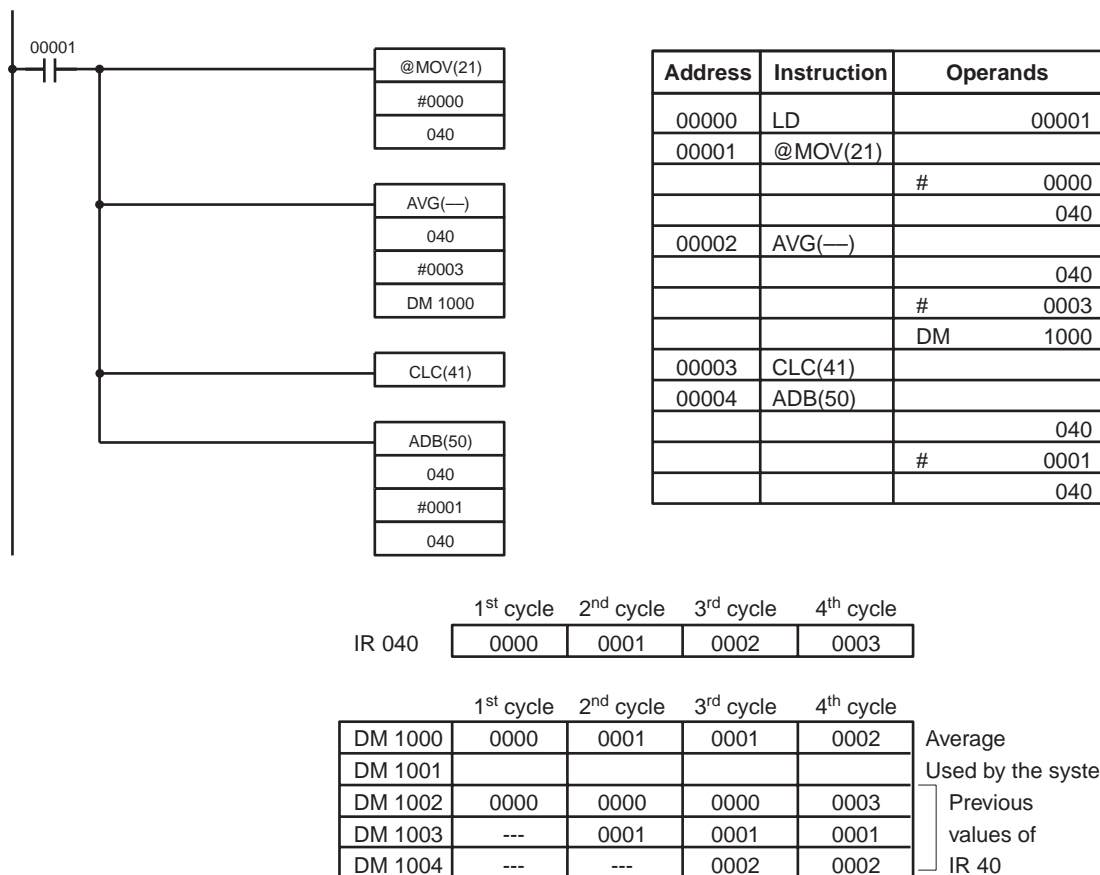 00001
@MOV(21)
#0000
040
AVG(—)
040
#0003
DM 1000
CLC(41)
ADB(50)
040
#0001
040
Address Instruction Operands
00000 LD 00001
00001 @MOV(21)
# 0000
040
00002 AVG(—)
040
# 0003
DM 1000
00003 CLC(41)
00004 ADB(50)
040
# 0001
040
1st cycle 2nd cycle 3rd cycle 4th cycle
IR 040 0000 0001 0002 0003
1st cycle 2nd cycle 3rd cycle 4th cycle
DM 1000 0000 0001 0001 0002 Average
DM 1001 Used by the syste
DM 1002 0000 0000 0000 0003 Previous
DM 1003 --- 0001 0001 0001 values of
DM 1004 --- --- 0002 0002 IR 40